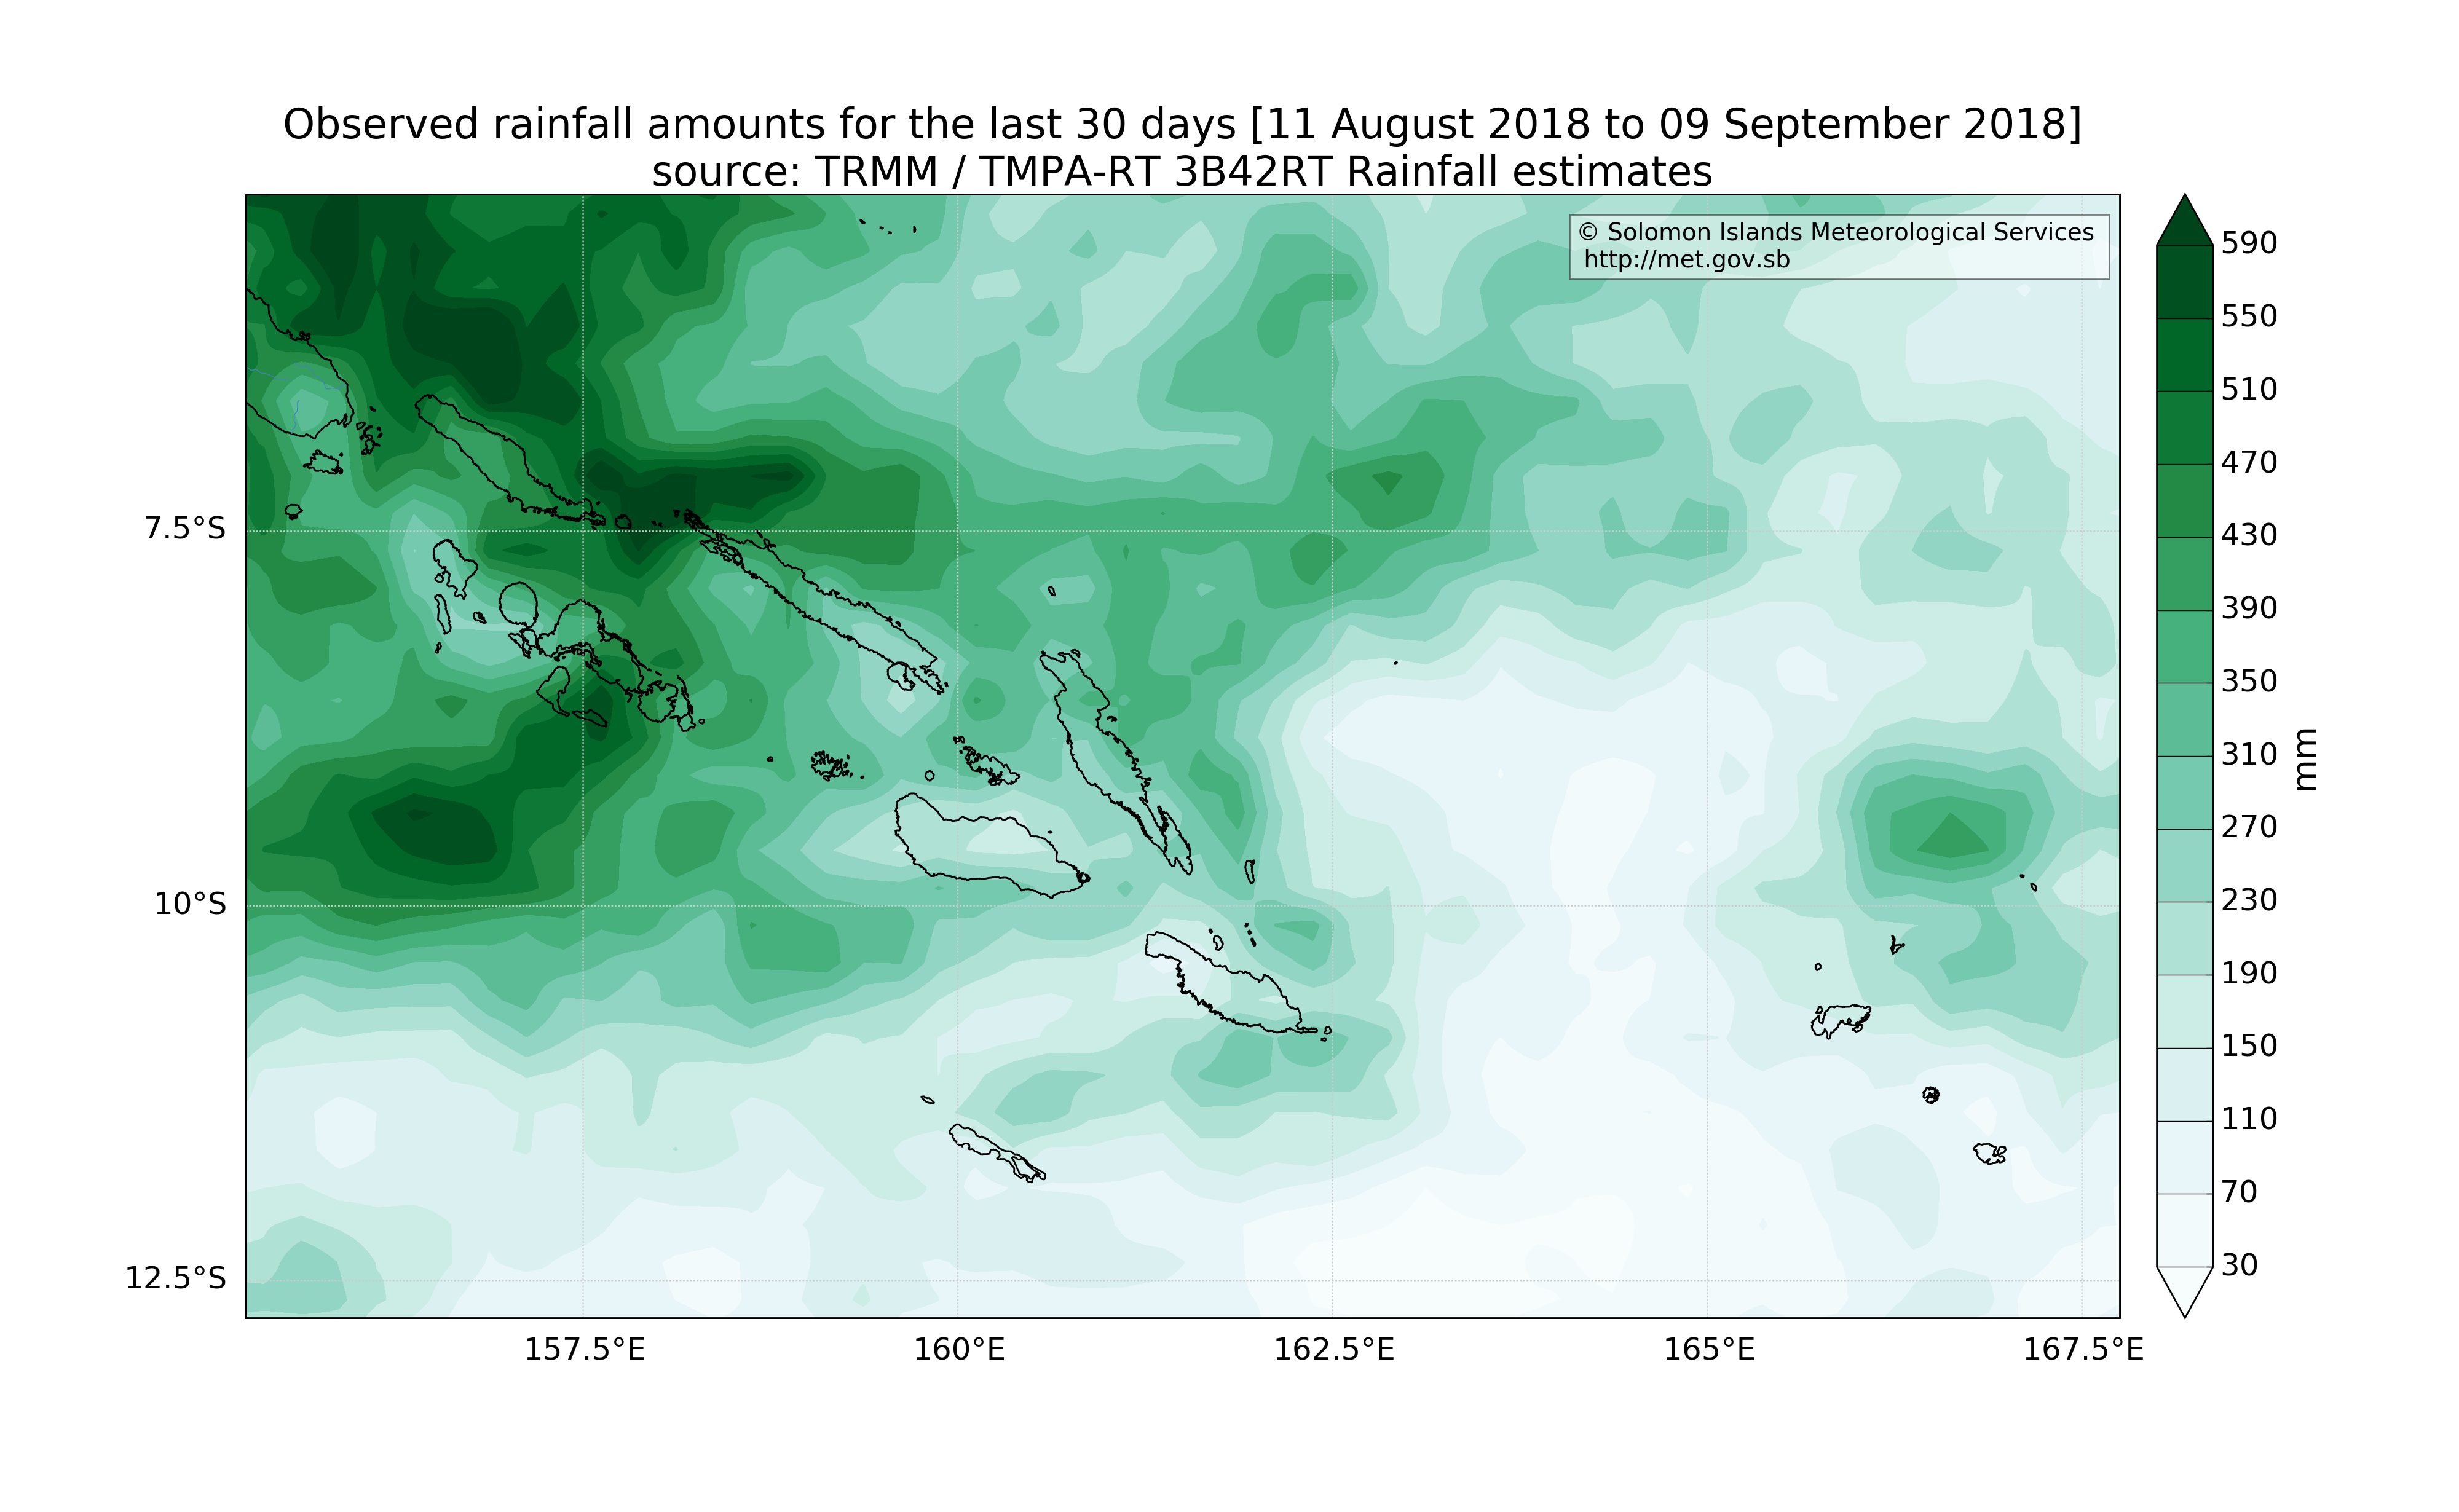 Observed rainfall amounts for the last 30 days [11 August 2018 to 09 September 2018]
source: TRMM / TMPA-RT 3B42RT Rainfall estimates
© Solomon Islands Meteorological Services
http://met.gov.sb
7.5°S
10°S
12.5°S
157.5°E
160°E
162.5°E
165°E
167.5°E
590
550
510
470
430
390
350
310
270
230
190
150
110
70
30
mm